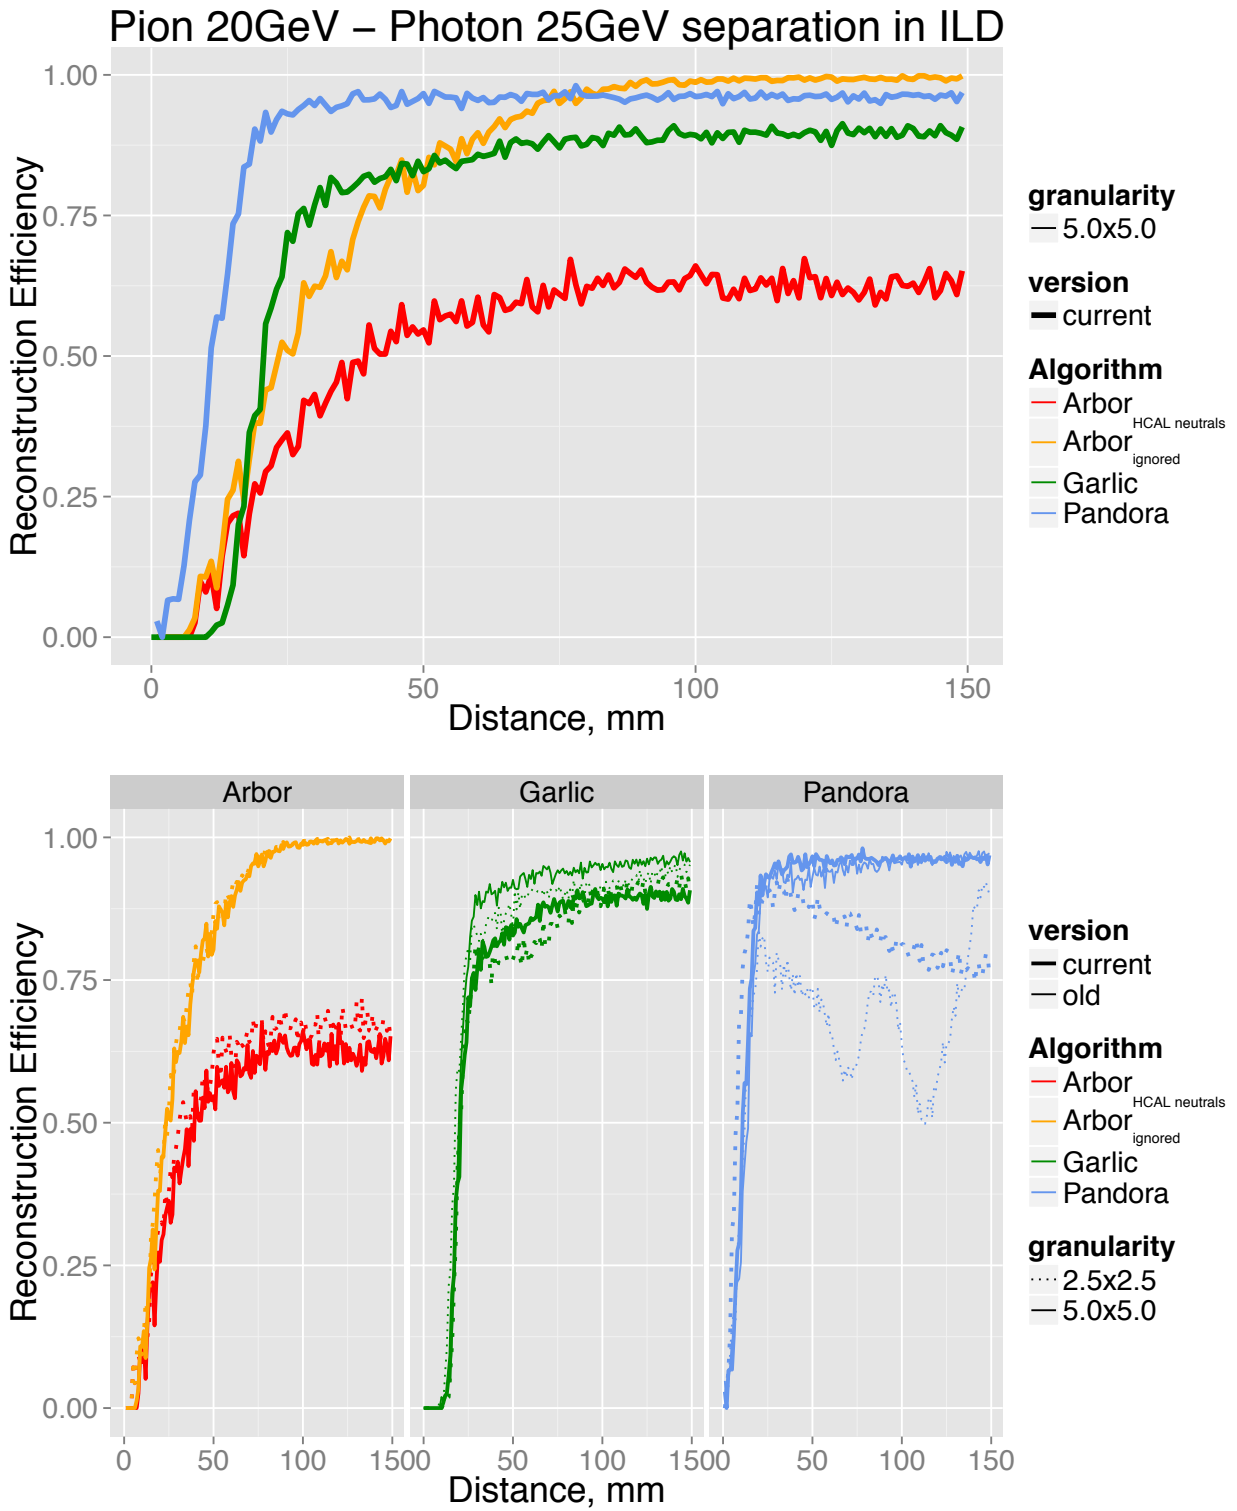 Pion 20GeV − Photon 25GeV separation in ILD
Reconstruction Efficiency
1.00
0.75
0.50
0.25
0.00
0 50 100 150
Distance, mm
granularity
5.0x5.0
version
current
Algorithm
Arbor
HCAL neutrals
Arbor
ignored
Garlic
Pandora
Arbor Garlic Pandora
Reconstruction Efficiency
1.00
0.75
0.50
0.25
0.00
0 50 100 150 0 50 100 150 0 50 100 150
Distance, mm
version
current
old
Algorithm
Arbor
HCAL neutrals
Arbor
ignored
Garlic
Pandora
granularity
2.5x2.5
5.0x5.0